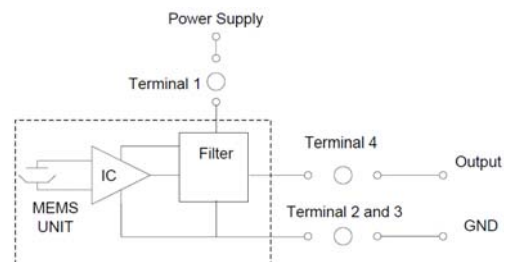 Power Supply
Terminal 1
Filter
Terminal 4
IC
Output
MEMS
UNIT
Terminal 2 and 3
GND